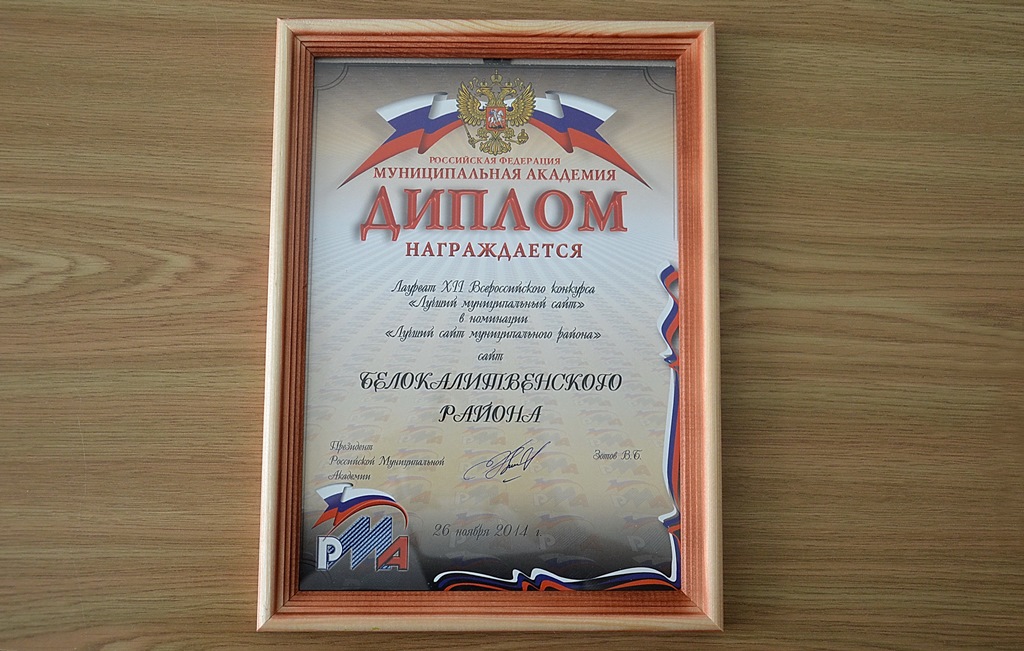 РОССИЙСКАЯ ФЕДЕРАЦИЯ
МУНИЦИПАЛЬНАЯ АКАДЕМИЯ
ДИПЛОМ
НАГРАЖДАЕТСЯ
Лауреат XII Всероссийского конкурса
«Лучший муниципальный сайт»
в номинации
«Лучший сайт муниципального района»
сайт
БЕЛОКАЛИТВЕНСКОГО
РАЙОНА
Президент
Российской Муниципальной
Академии
Зотов В.Б.
26 ноября 2014 г.
РМА